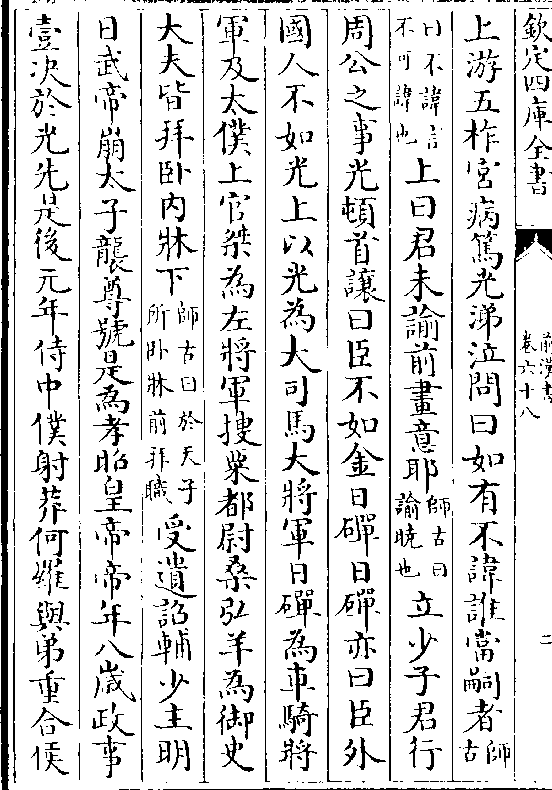 欽定四庫全書
前漢書
卷六十八
二
上游五柞宮病篤光涕泣問曰如有不諱誰當嗣者師古
曰不諱言不可諱也上曰君未諭前畫意耶師古曰諭曉也立少子君行
周公之事光頓首讓曰臣不如金日磾日磾亦曰臣外
國人不如光上以光為大司馬大將軍日磾為車騎將
軍及太僕上官桀為左將軍搜粟都尉桑弘羊為御史
大夫皆拜卧内牀下師古曰於天子所卧牀前拜職受遺詔輔少主明
日武帝崩太子襲尊號是為孝昭皇帝帝年八嵗政事
壹决於光先是後元年侍中僕射莽何羅與弟重合侯